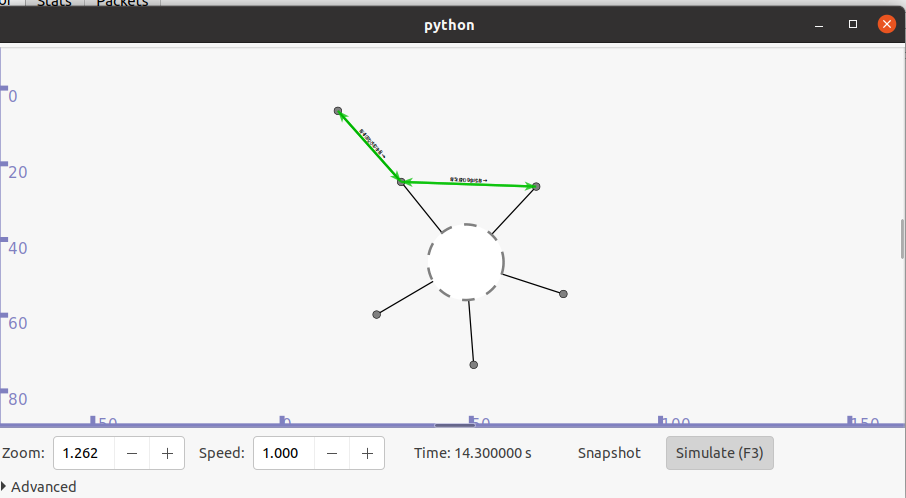 Stats Packets
python
0
20
40
60
80
50 0 50 100 150
Zoom: 1.262 − + Speed: 1.000 − + Time: 14.300000 s Snapshot Simulate (F3)
Advanced